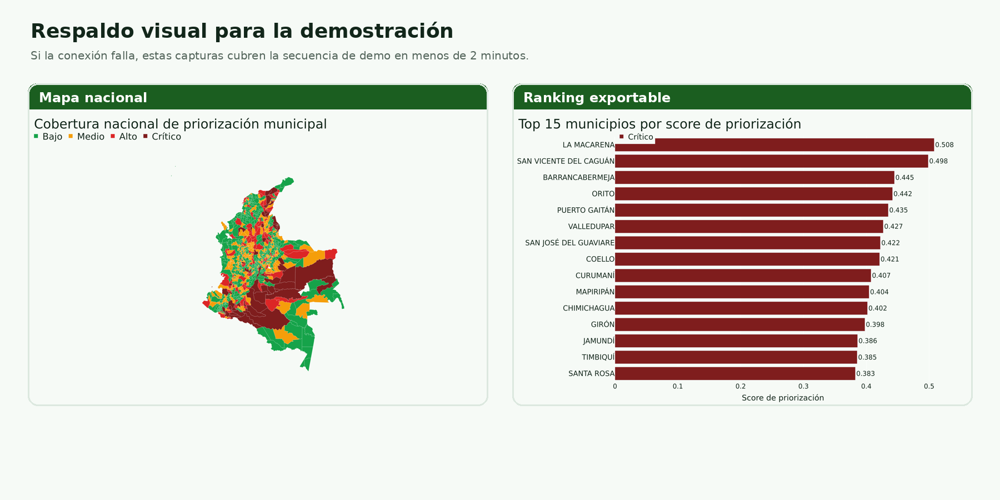 Respaldo visual para la demostración
Si la conexión falla, estas capturas cubren la secuencia de demo en menos de 2 minutos.
Mapa nacional
Cobertura nacional de priorización municipal
Bajo Medio Alto Crítico
Ranking exportable
Top 15 municipios por score de priorización
Crítico
LA MACARENA 0.508
SAN VICENTE DEL CAGUÁN 0.498
BARRANCABERMEJA 0.445
ORITO 0.442
PUERTO GAITÁN 0.435
VALLEDUPAR 0.427
SAN JOSÉ DEL GUAVIARE 0.422
COELLO 0.421
CURUMANÍ 0.407
MAPIRIPÁN 0.404
CHIMICHAGUA 0.402
GIRÓN 0.398
JAMUNDÍ 0.386
TIMBIQUÍ 0.385
SANTA ROSA 0.383
0 0.1 0.2 0.3 0.4 0.5
Score de priorización